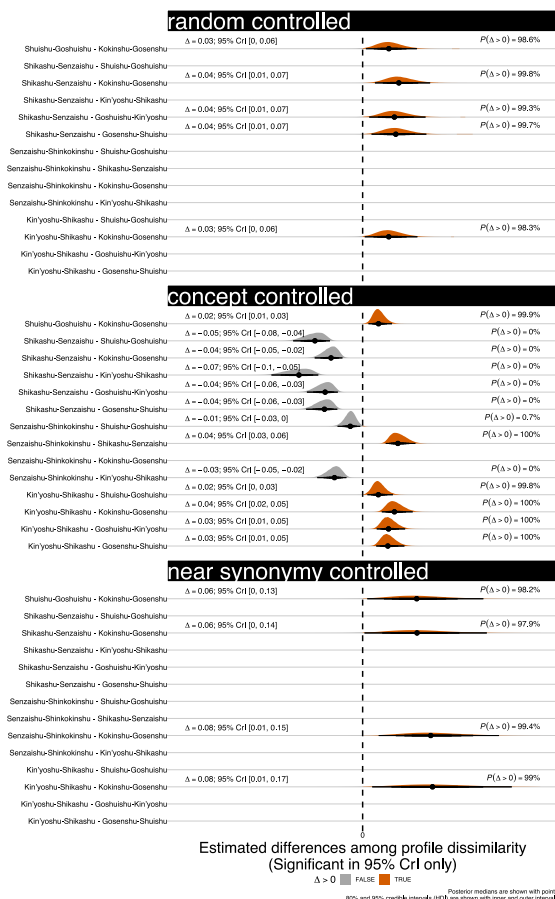 random controlled
Shuishu-Goshuishu - Kokinshu-Gosenshu Δ = 0.03; 95% CrI [0, 0.06] P(Δ > 0) = 98.6%
Shikashu-Senzaishu - Shuishu-Goshuishu
Shikashu-Senzaishu - Kokinshu-Gosenshu Δ = 0.04; 95% CrI [0.01, 0.07] P(Δ > 0) = 99.8%
Shikashu-Senzaishu - Kin'yoshu-Shikashu
Shikashu-Senzaishu - Goshuishu-Kin'yoshu Δ = 0.04; 95% CrI [0.01, 0.07] P(Δ > 0) = 99.3%
Shikashu-Senzaishu - Gosenshu-Shuishu Δ = 0.04; 95% CrI [0.01, 0.07] P(Δ > 0) = 99.7%
Senzaishu-Shinkokinshu - Shuishu-Goshuishu
Senzaishu-Shinkokinshu - Shikashu-Senzaishu
Senzaishu-Shinkokinshu - Kokinshu-Gosenshu
Senzaishu-Shinkokinshu - Kin'yoshu-Shikashu
Kin'yoshu-Shikashu - Shuishu-Goshuishu
Kin'yoshu-Shikashu - Kokinshu-Gosenshu Δ = 0.03; 95% CrI [0, 0.06] P(Δ > 0) = 98.3%
Kin'yoshu-Shikashu - Goshuishu-Kin'yoshu
Kin'yoshu-Shikashu - Gosenshu-Shuishu
concept controlled
Shuishu-Goshuishu - Kokinshu-Gosenshu Δ = 0.02; 95% CrI [0.01, 0.03] P(Δ > 0) = 99.9%
Shikashu-Senzaishu - Shuishu-Goshuishu Δ = -0.05; 95% CrI [-0.08, -0.04] P(Δ > 0) = 0%
Shikashu-Senzaishu - Kokinshu-Gosenshu Δ = -0.04; 95% CrI [-0.05, -0.02] P(Δ > 0) = 0%
Shikashu-Senzaishu - Kin'yoshu-Shikashu Δ = -0.07; 95% CrI [-0.1, -0.05] P(Δ > 0) = 0%
Shikashu-Senzaishu - Goshuishu-Kin'yoshu Δ = -0.04; 95% CrI [-0.06, -0.03] P(Δ > 0) = 0%
Shikashu-Senzaishu - Gosenshu-Shuishu Δ = -0.04; 95% CrI [-0.06, -0.03] P(Δ > 0) = 0%
Senzaishu-Shinkokinshu - Shuishu-Goshuishu Δ = -0.01; 95% CrI [-0.03, 0] P(Δ > 0) = 0.7%
Senzaishu-Shinkokinshu - Shikashu-Senzaishu Δ = 0.04; 95% CrI [0.03, 0.06] P(Δ > 0) = 100%
Senzaishu-Shinkokinshu - Kokinshu-Gosenshu
Senzaishu-Shinkokinshu - Kin'yoshu-Shikashu Δ = -0.03; 95% CrI [-0.05, -0.02] P(Δ > 0) = 0%
Kin'yoshu-Shikashu - Shuishu-Goshuishu Δ = 0.02; 95% CrI [0, 0.03] P(Δ > 0) = 99.8%
Kin'yoshu-Shikashu - Kokinshu-Gosenshu Δ = 0.04; 95% CrI [0.02, 0.05] P(Δ > 0) = 100%
Kin'yoshu-Shikashu - Goshuishu-Kin'yoshu Δ = 0.03; 95% CrI [0.01, 0.05] P(Δ > 0) = 100%
Kin'yoshu-Shikashu - Gosenshu-Shuishu Δ = 0.03; 95% CrI [0.01, 0.05] P(Δ > 0) = 100%
near synonymy controlled
Shuishu-Goshuishu - Kokinshu-Gosenshu Δ = 0.06; 95% CrI [0, 0.13] P(Δ > 0) = 98.2%
Shikashu-Senzaishu - Shuishu-Goshuishu
Shikashu-Senzaishu - Kokinshu-Gosenshu Δ = 0.06; 95% CrI [0, 0.14] P(Δ > 0) = 97.9%
Shikashu-Senzaishu - Kin'yoshu-Shikashu
Shikashu-Senzaishu - Goshuishu-Kin'yoshu
Shikashu-Senzaishu - Gosenshu-Shuishu
Senzaishu-Shinkokinshu - Shuishu-Goshuishu
Senzaishu-Shinkokinshu - Shikashu-Senzaishu
Senzaishu-Shinkokinshu - Kokinshu-Gosenshu Δ = 0.08; 95% CrI [0.01, 0.15] P(Δ > 0) = 99.4%
Senzaishu-Shinkokinshu - Kin'yoshu-Shikashu
Kin'yoshu-Shikashu - Shuishu-Goshuishu
Kin'yoshu-Shikashu - Kokinshu-Gosenshu Δ = 0.08; 95% CrI [0.01, 0.17] P(Δ > 0) = 99%
Kin'yoshu-Shikashu - Goshuishu-Kin'yoshu
Kin'yoshu-Shikashu - Gosenshu-Shuishu
0
Estimated differences among profile dissimilarity
(Significant in 95% CrI only)
Δ > 0 FALSE TRUE
Posterior medians are shown with point
80% and 95% credible intervals (HDI) are shown with inner and outer interval